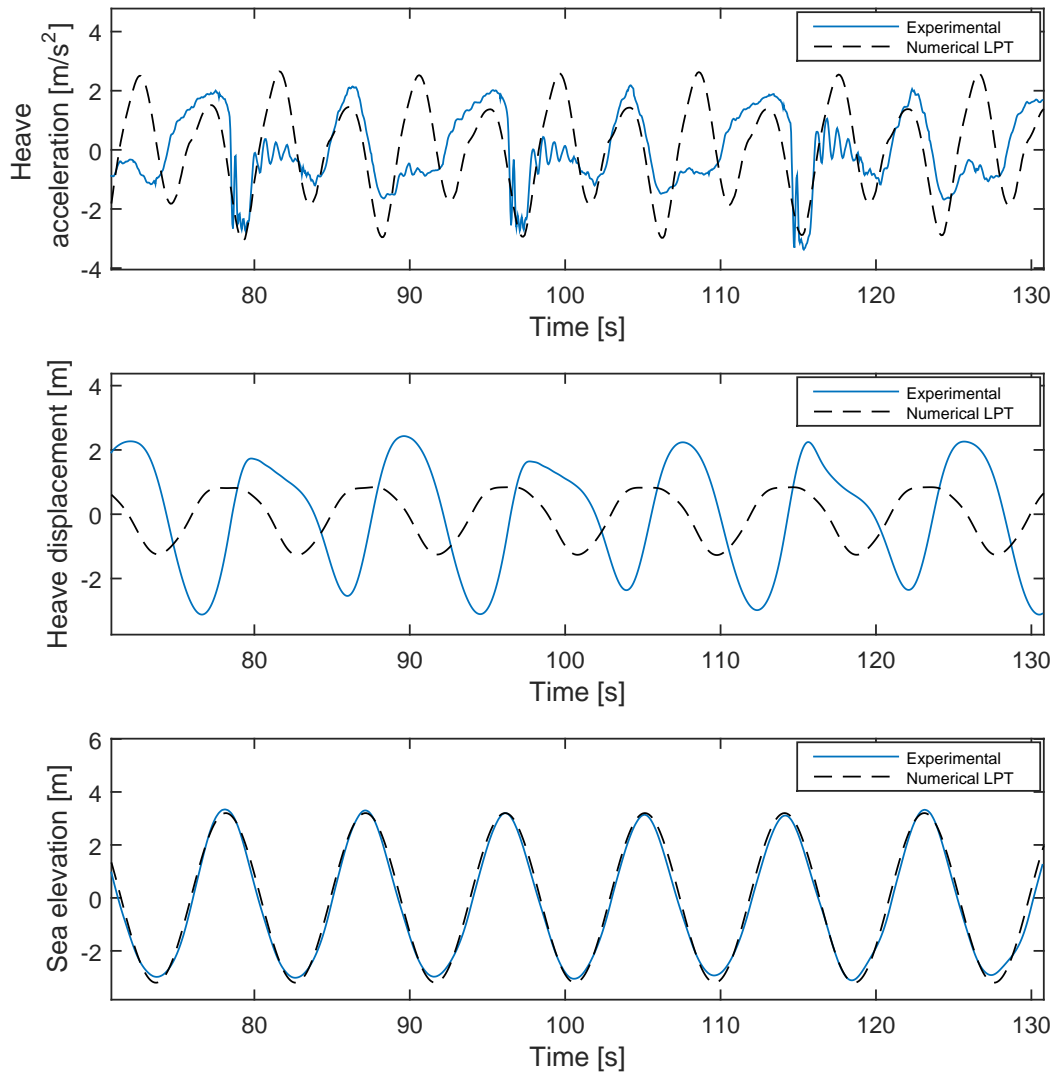 Heave
acceleration [m/s²]
4
2
0
-2
-4
Experimental
Numerical LPT
80
90
100
110
120
130
Time [s]
Heave displacement [m]
4
2
0
-2
Experimental
Numerical LPT
80
90
100
110
120
130
Time [s]
Sea elevation [m]
6
4
2
0
-2
Experimental
Numerical LPT
80
90
100
110
120
130
Time [s]